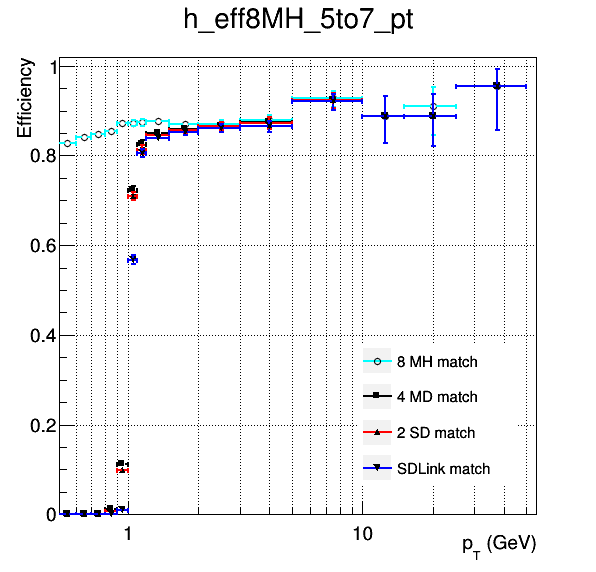 h_eff8MH_5to7_pt
Efficiency
1
0.8
0.6
0.4
0.2
0
8 MH match
4 MD match
2 SD match
SDLink match
1
10
p_T (GeV)